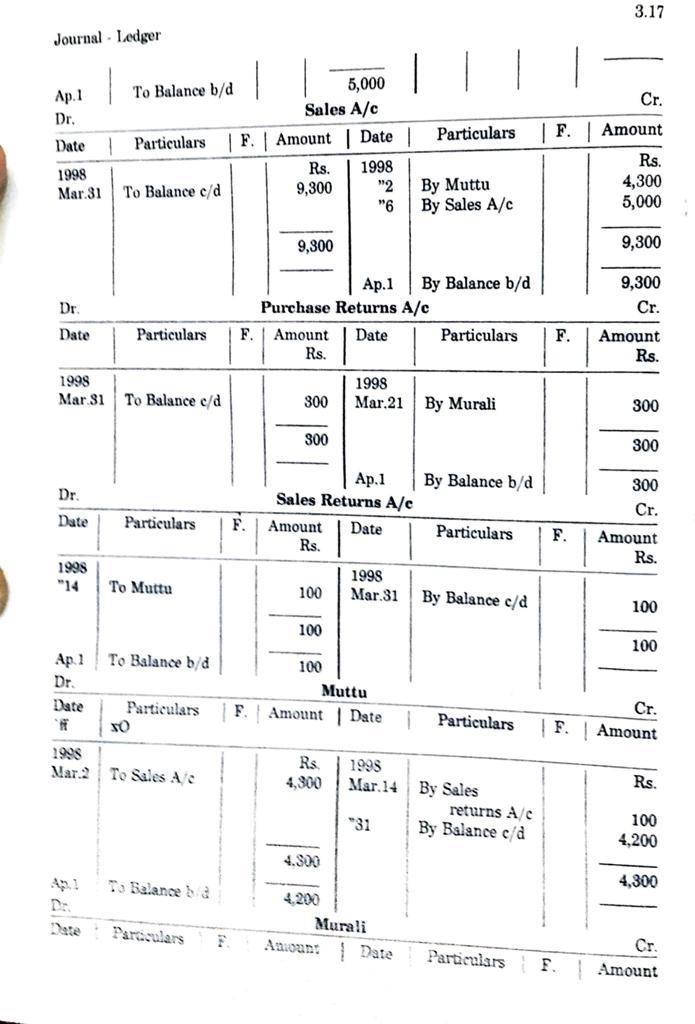 3.17
Journal - Ledger
Ap.1 To Balance b/d 5,000
Dr. Sales A/c Cr.
Date Particulars F. Amount Date Particulars F. Amount
1998 Rs. 1998 Rs.
Mar.31 To Balance c/d 9,300 "2 By Muttu 4,300
"6 By Sales A/c 5,000
9,300 9,300
Ap.1 By Balance b/d 9,300
Dr. Purchase Returns A/c Cr.
Date Particulars F. Amount Date Particulars F. Amount
Rs. Rs.
1998 1998
Mar.31 To Balance c/d 300 Mar.21 By Murali 300
300 300
Ap.1 By Balance b/d 300
Dr. Sales Returns A/c Cr.
Date Particulars F. Amount Date Particulars F. Amount
Rs. Rs.
1998 1998
"14 To Muttu 100 Mar.31 By Balance c/d 100
100 100
Ap.1 To Balance b/d 100
Dr. Muttu Cr.
Date Particulars F. Amount Date Particulars F. Amount
ff xO
1998 Rs. 1998 Rs.
Mar.2 To Sales A/c 4,300 Mar.14 By Sales
returns A/c 100
"31 By Balance c/d 4,200
4,300 4,300
Ap.1 To Balance b/d 4,200
Dr. Murali Cr.
Date Particulars F. Amount Date Particulars F. Amount